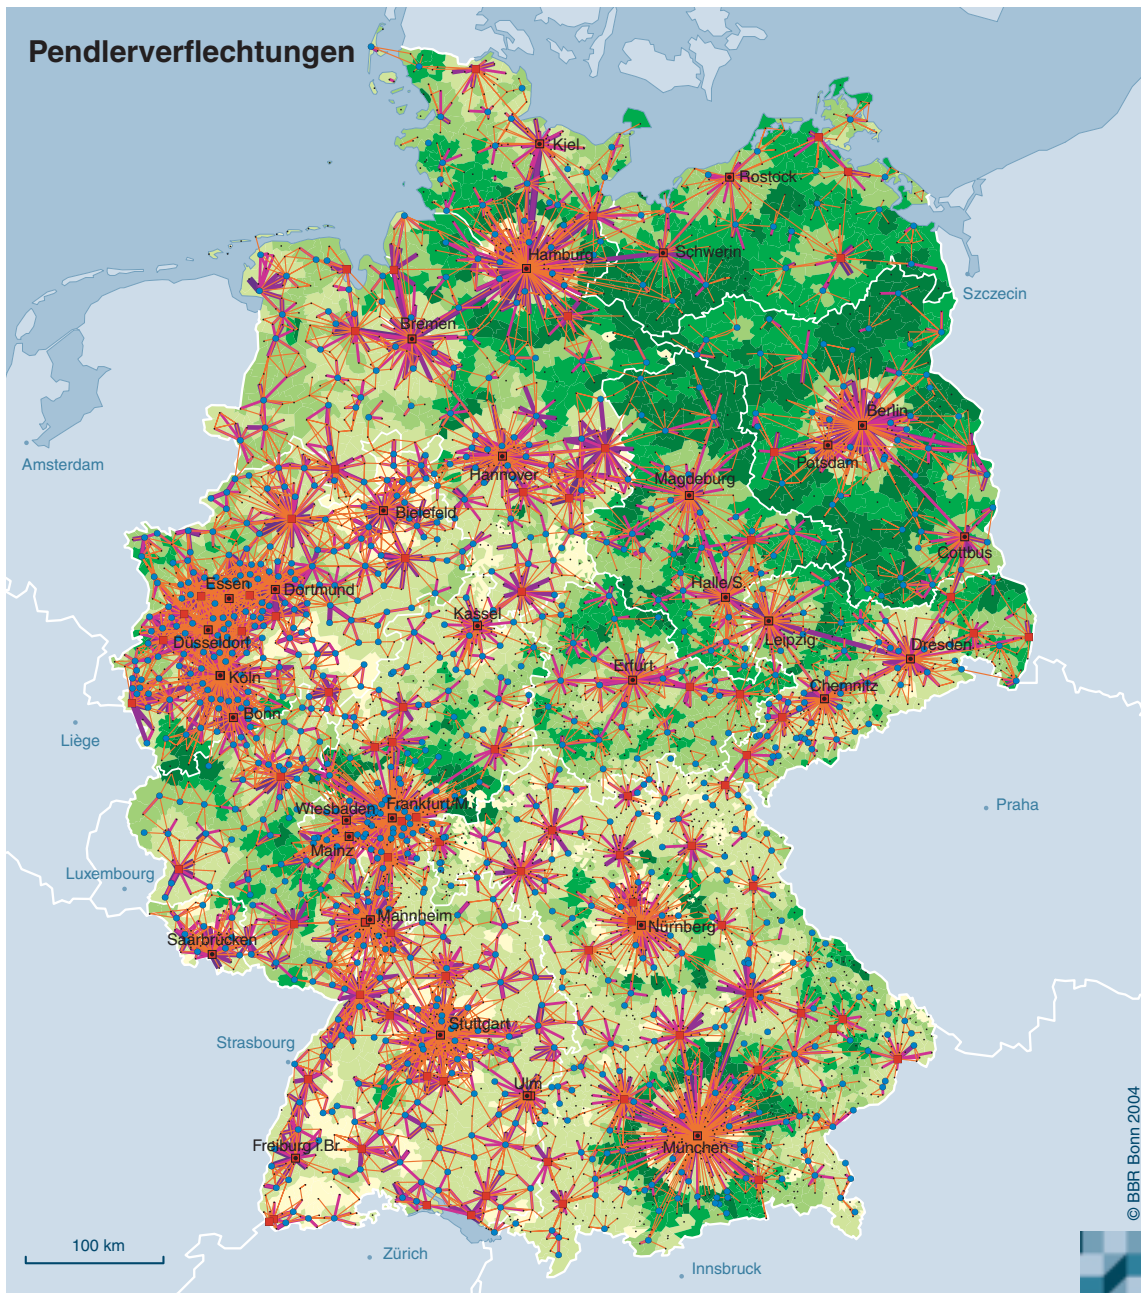 Pendlerverflechtungen
Kiel
Rostock
Hamburg
Schwerin
Szczecin
Bremen
Berlin
Amsterdam
Hannover
Potsdam
Magdeburg
Bielefeld
Cottbus
Essen
Dortmund
Halle/S.
Kassel
Düsseldorf
Leipzig
Dresden
Erfurt
Köln
Chemnitz
Bonn
Liège
Wiesbaden
Frankfurt/M.
Praha
Mainz
Luxembourg
Mannheim
Nürnberg
Saarbrücken
Stuttgart
Strasbourg
Ulm
Freiburg i.Br.
München
100 km
Zürich
Innsbruck
© BBR Bonn 2004